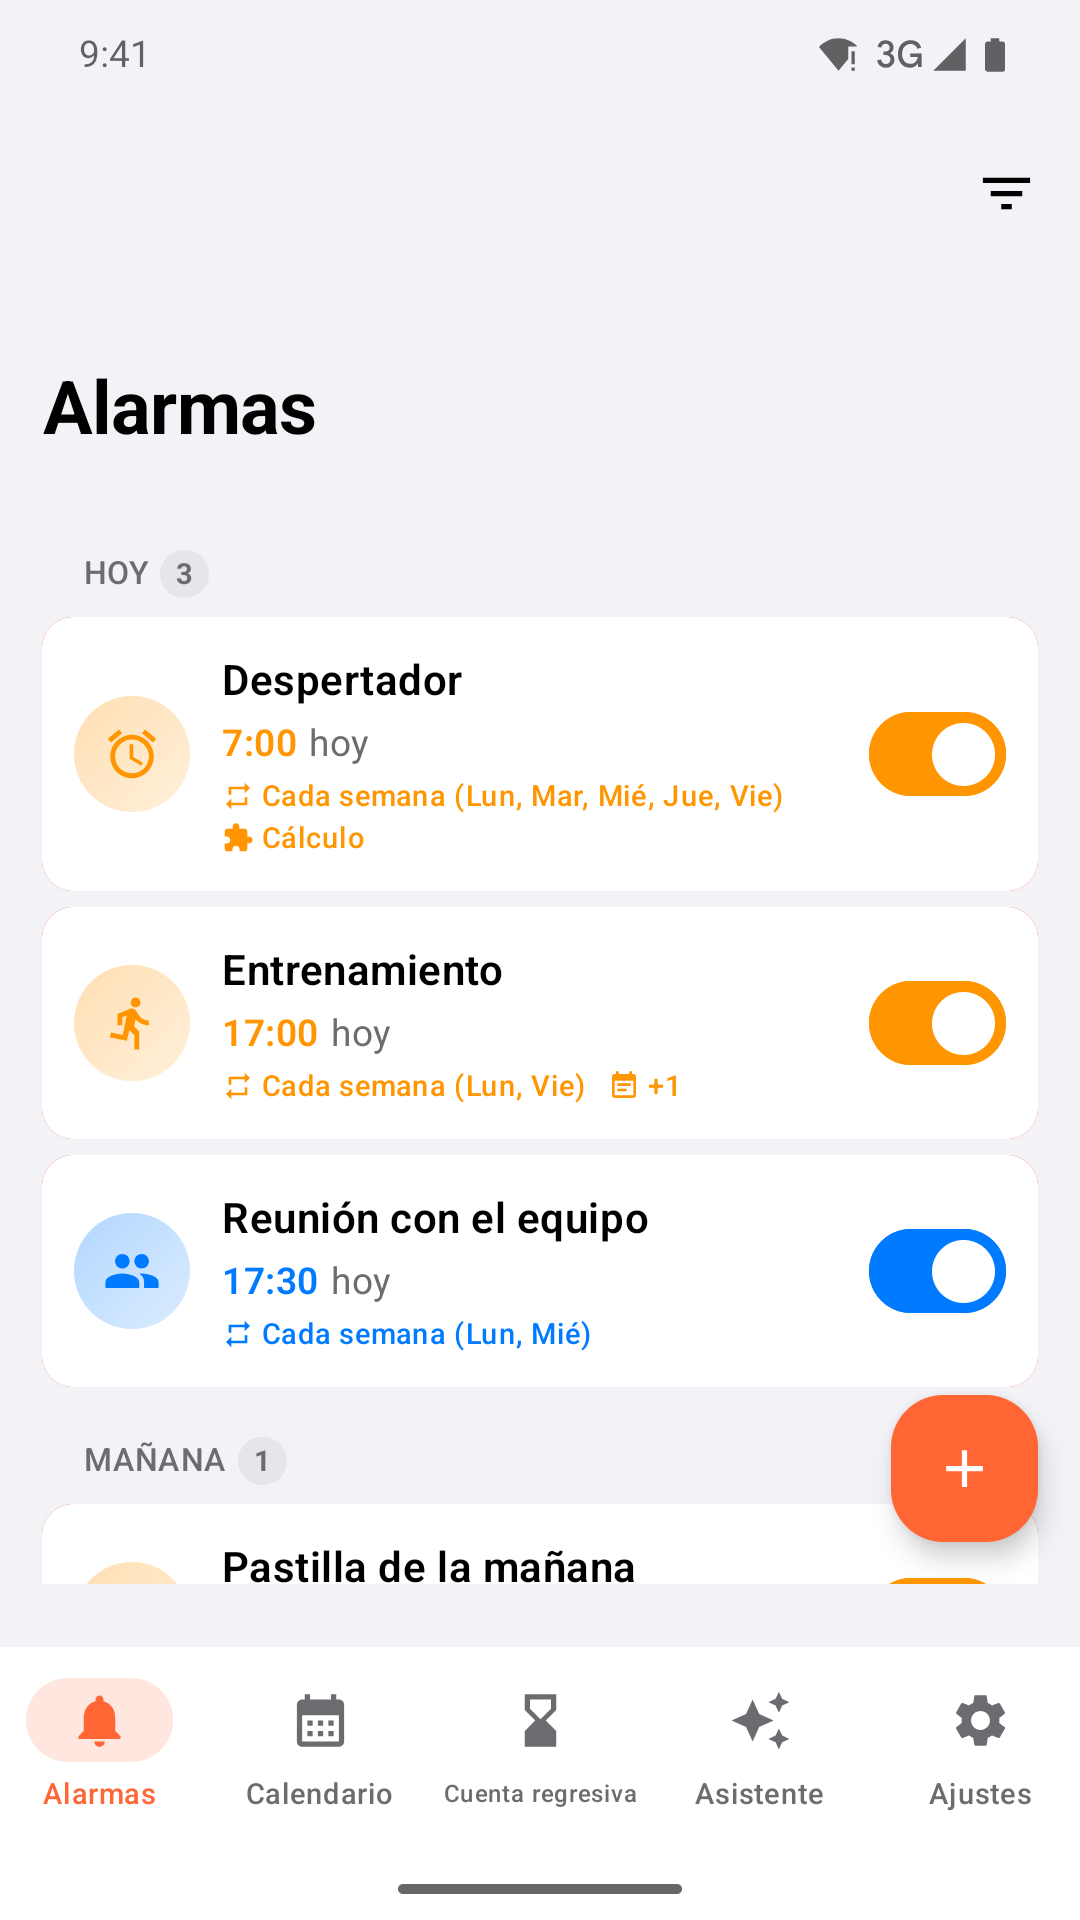 9:41
3G
Alarmas
HOY 3
Despertador
7:00 hoy
Cada semana (Lun, Mar, Mié, Jue, Vie)
Cálculo
Entrenamiento
17:00 hoy
Cada semana (Lun, Vie) +1
Reunión con el equipo
17:30 hoy
Cada semana (Lun, Mié)
MAÑANA 1
Pastilla de la mañana
Alarmas
Calendario
Cuenta regresiva
Asistente
Ajustes